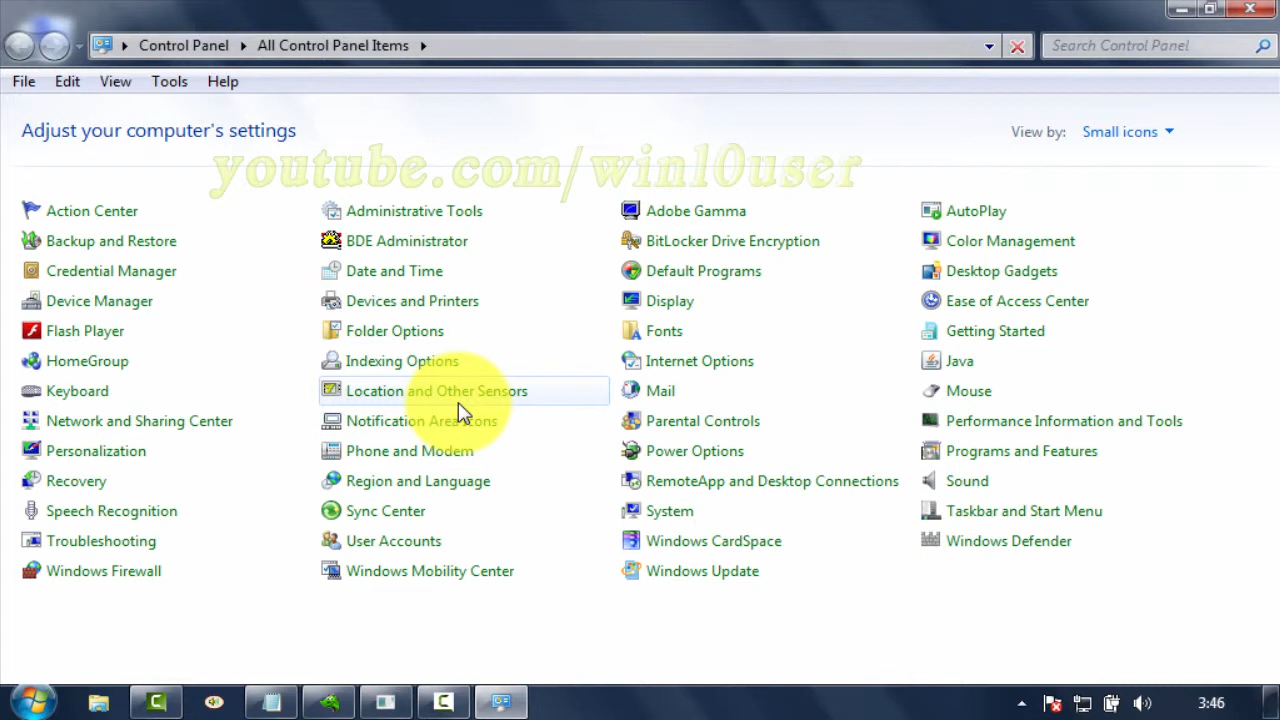 Control Panel All Control Panel Items Search Control Panel
File Edit View Tools Help
Adjust your computer's settings View by: Small icons
youtube.com/win10user
Action Center Administrative Tools Adobe Gamma AutoPlay
Backup and Restore BDE Administrator BitLocker Drive Encryption Color Management
Credential Manager Date and Time Default Programs Desktop Gadgets
Device Manager Devices and Printers Display Ease of Access Center
Flash Player Folder Options Fonts Getting Started
HomeGroup Indexing Options Internet Options Java
Keyboard Location and Other Sensors Mail Mouse
Network and Sharing Center Notification Area Icons Parental Controls Performance Information and Tools
Personalization Phone and Modem Power Options Programs and Features
Recovery Region and Language RemoteApp and Desktop Connections Sound
Speech Recognition Sync Center System Taskbar and Start Menu
Troubleshooting User Accounts Windows CardSpace Windows Defender
Windows Firewall Windows Mobility Center Windows Update
3:46